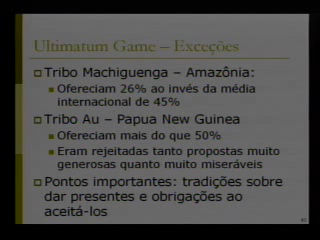 Ultimatum Game – Exceções
Tribo Machiguenga – Amazônia:
Ofereciam 26% ao invés da média
internacional de 45%
Tribo Au – Papua New Guinea
Ofereciam mais do que 50%
Eram rejeitadas tanto propostas muito
generosas quanto muito miseráveis
Pontos importantes: tradições sobre
dar presentes e obrigações ao
aceitá-los